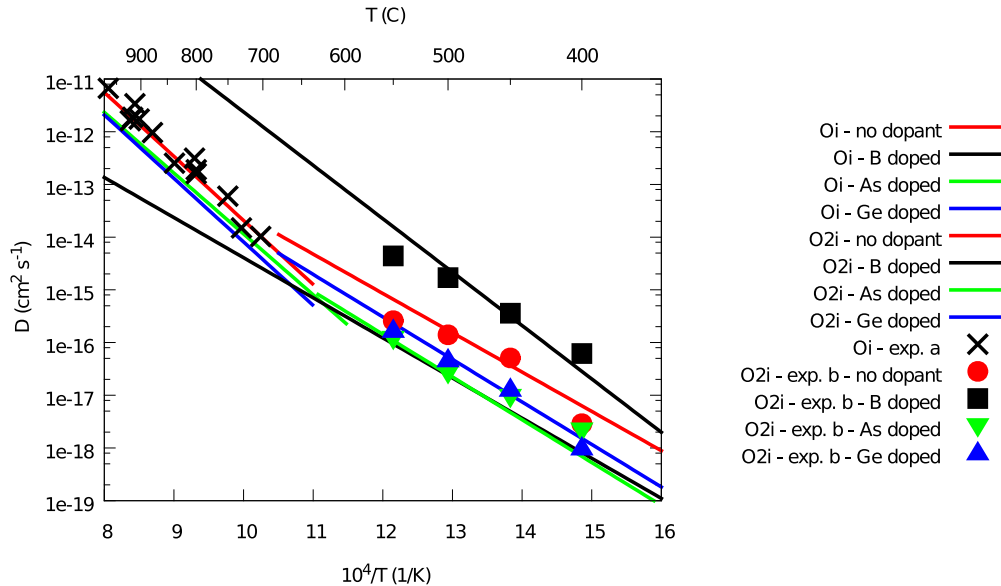 T (C)
900 800 700 600 500 400
1e-11
1e-12
1e-13
1e-14
1e-15
1e-16
1e-17
1e-18
1e-19
D (cm² s⁻¹)
8 9 10 11 12 13 14 15 16
10⁴/T (1/K)
Oi - no dopant
Oi - B doped
Oi - As doped
Oi - Ge doped
O2i - no dopant
O2i - B doped
O2i - As doped
O2i - Ge doped
Oi - exp. a
O2i - exp. b - no dopant
O2i - exp. b - B doped
O2i - exp. b - As doped
O2i - exp. b - Ge doped